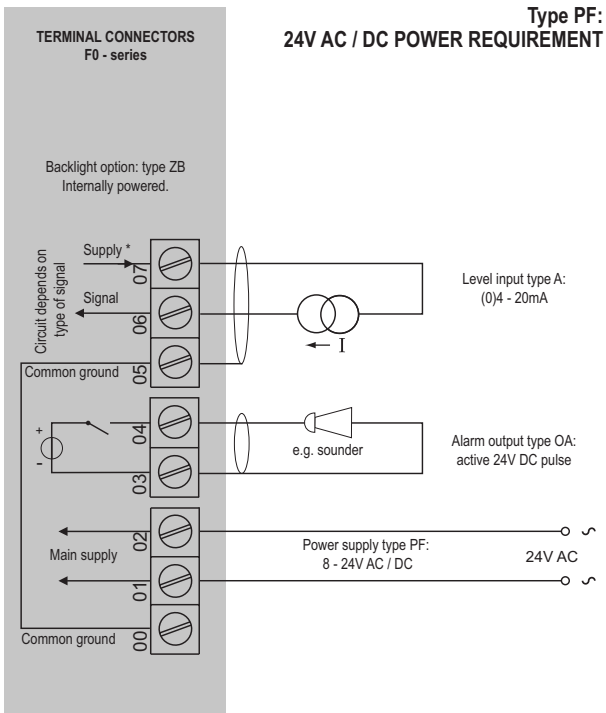 Type PF:
24V AC / DC POWER REQUIREMENT
TERMINAL CONNECTORS
F0 - series
Backlight option: type ZB
Internally powered.
Circuit depends on
type of signal
Supply *
07
Signal
06
Common ground
05
I
Level input type A:
(0)4 - 20mA
+
-
04
03
e.g. sounder
Alarm output type OA:
active 24V DC pulse
02
Main supply
01
Power supply type PF:
8 - 24V AC / DC
24V AC
Common ground
00